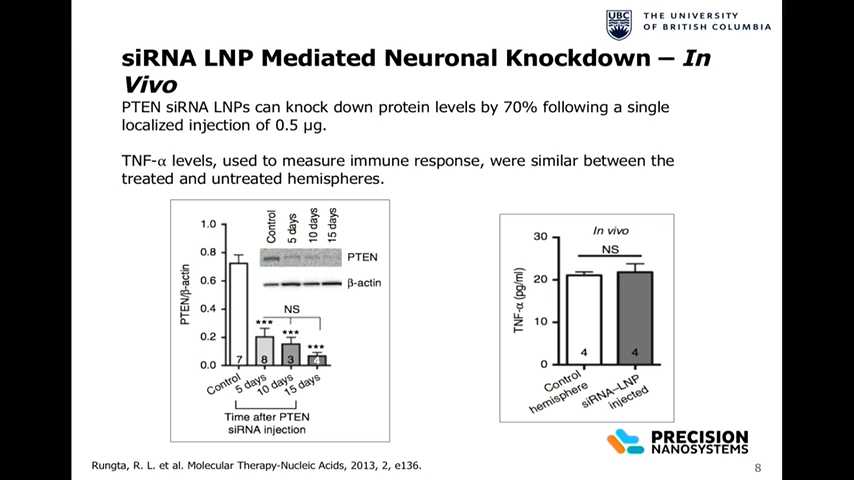 UBC
THE UNIVERSITY
OF BRITISH COLUMBIA
siRNA LNP Mediated Neuronal Knockdown – In
Vivo
PTEN siRNA LNPs can knock down protein levels by 70% following a single
localized injection of 0.5 µg.
TNF-α levels, used to measure immune response, were similar between the
treated and untreated hemispheres.
PTEN/β-actin
1.0
0.8
0.6
0.4
0.2
0.0
Control
5 days
10 days
15 days
PTEN
β-actin
NS
***
***
***
7
8
3
4
Control
5 days
10 days
15 days
Time after PTEN
siRNA injection
In vivo
NS
TNF-α (pg/ml)
30
20
10
0
4
4
Control
hemisphere
siRNA–LNP
injected
PRECISION
NANOSYSTEMS
Rungta, R. L. et al. Molecular Therapy-Nucleic Acids, 2013, 2, e136.
8